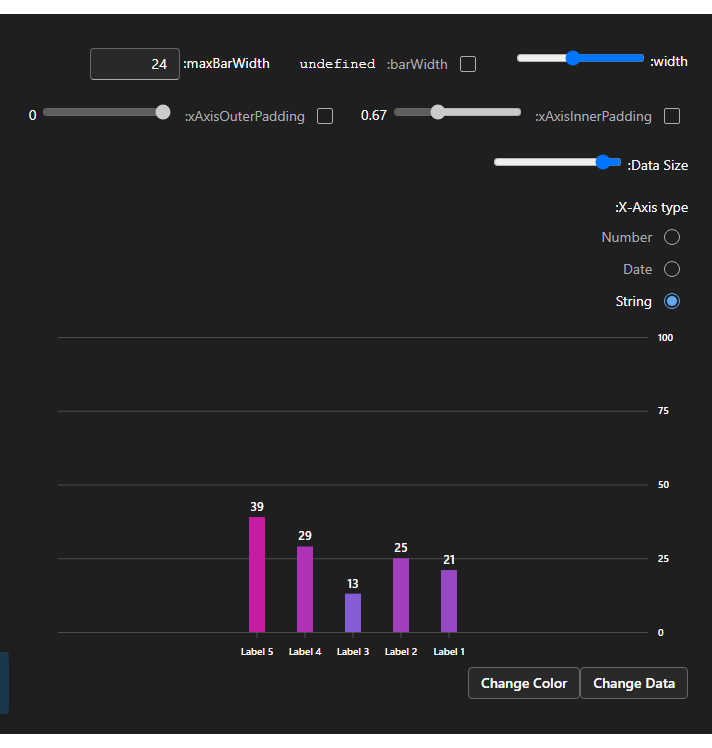 :width
:barWidth undefined
:maxBarWidth 24
:xAxisInnerPadding 0.67
:xAxisOuterPadding 0
:Data Size
:X-Axis type
Number
Date
String
100
75
50
25
0
39
29
13
25
21
Label 5 Label 4 Label 3 Label 2 Label 1
Change Color Change Data